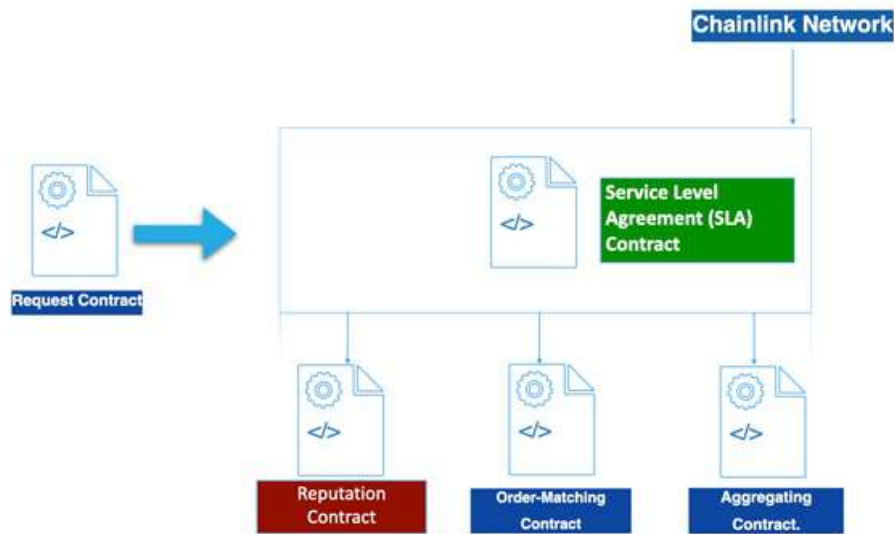 Chainlink Network
Service Level
Agreement (SLA)
Contract
</>
</>
Request Contract
</>
</>
</>
Reputation
Contract
Order-Matching
Contract
Aggregating
Contract.